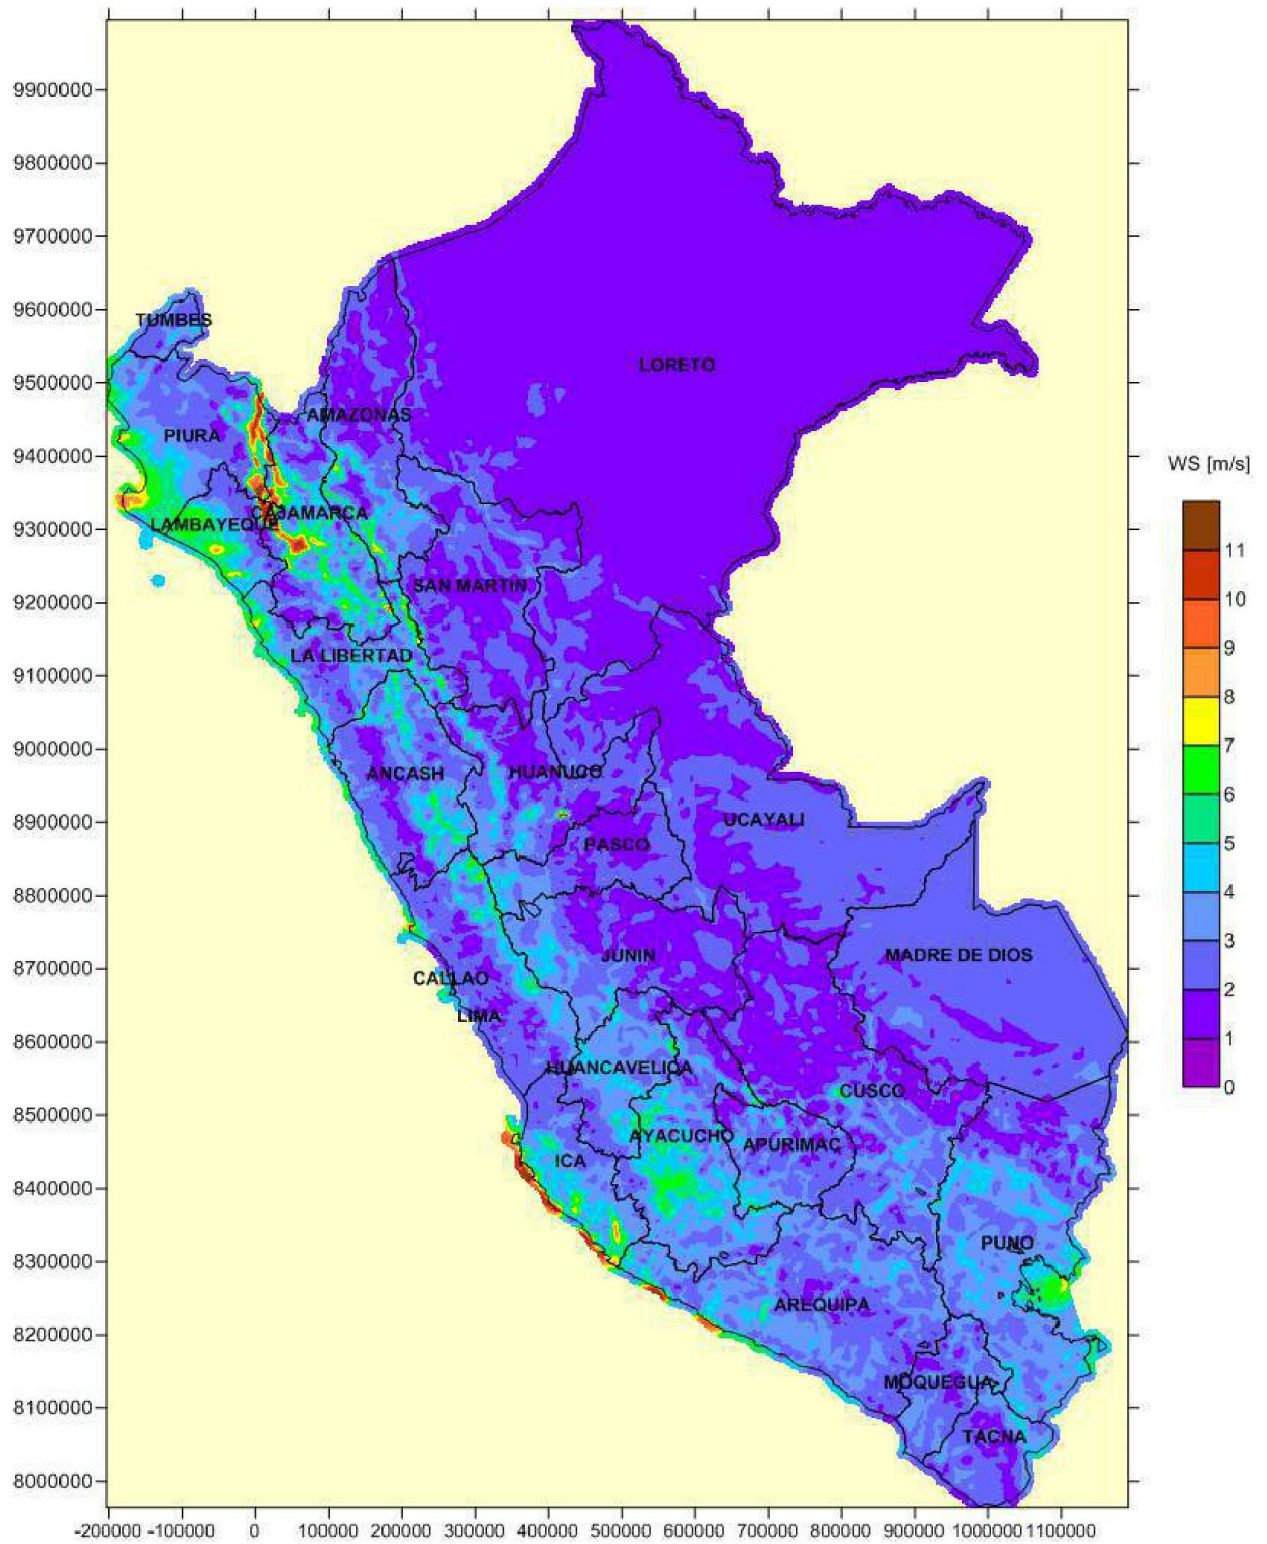 9900000
9800000
9700000
9600000
TUMBES
LORETO
9500000
AMAZONAS
PIURA
9400000
WS [m/s]
CAJAMARCA
LAMBAYEQUE
9300000
11
SAN MARTIN
10
9200000
9
LA LIBERTAD
9100000
8
9000000
7
ANCASH
HUANUCO
6
UCAYALI
8900000
PASCO
5
8800000
4
MADRE DE DIOS
JUNIN
3
8700000
CALLAO
2
LIMA
8600000
1
HUANCAVELICA
CUSCO
0
8500000
AYACUCHO
APURIMAC
ICA
8400000
PUNO
8300000
AREQUIPA
8200000
MOQUEGUA
8100000
TACNA
8000000
-200000 -100000 0 100000 200000 300000 400000 500000 600000 700000 800000 900000 1000000 1100000